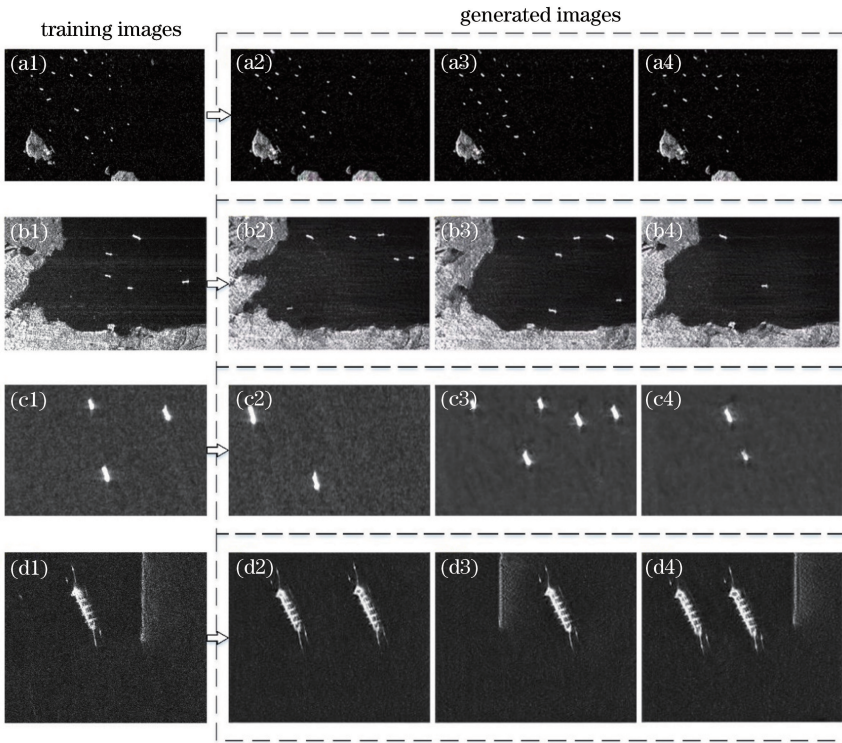 training images
generated images
(a1)
(a2)
(a3)
(a4)
(b1)
(b2)
(b3)
(b4)
(c1)
(c2)
(c3)
(c4)
(d1)
(d2)
(d3)
(d4)